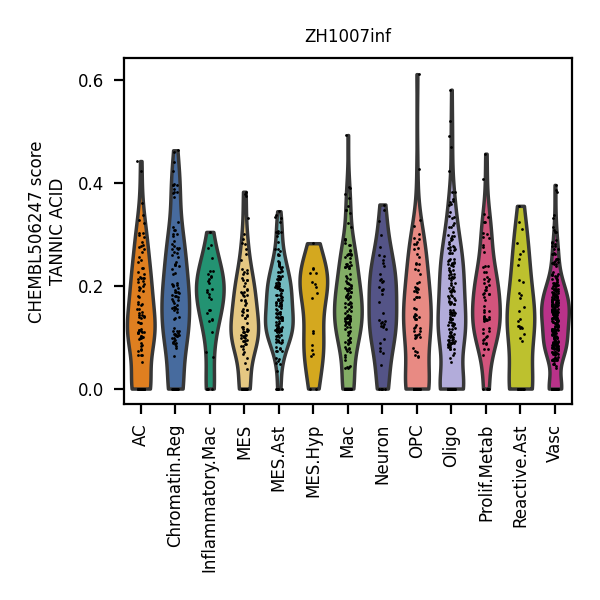 ZH1007inf
CHEMBL506247 score
TANNIC ACID
0.6
0.4
0.2
0.0
AC
Chromatin.Reg
Inflammatory.Mac
MES
MES.Ast
MES.Hyp
Mac
Neuron
OPC
Oligo
Prolif.Metab
Reactive.Ast
Vasc